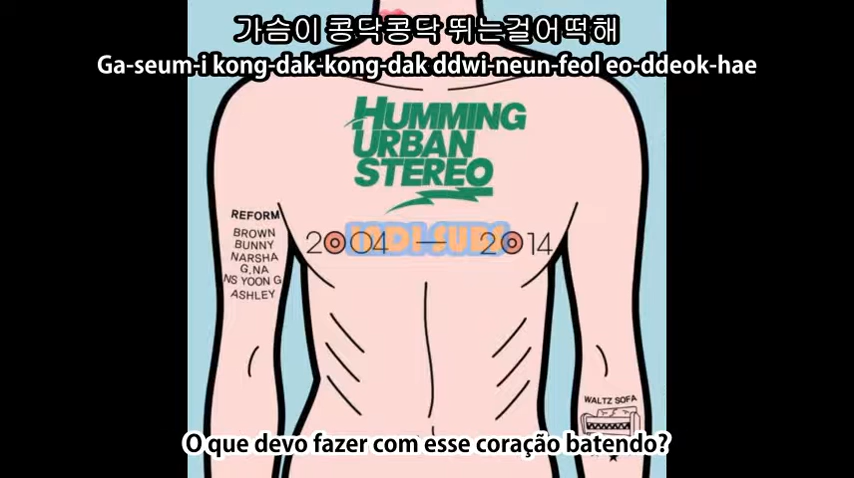 가슴이 콩닥콩닥 뛰는걸어떡해
Ga-seum-i kong-dak-kong-dak ddwi-neun-feol eo-ddeok-hae
HUMMING
URBAN
STEREO
REFORM
BROWN
BUNNY
NARSHA
G.NA
NS YOON G
ASHLEY
2004 — 2014
INDI SUBS
WALTZ SOFA
O que devo fazer com esse coração batendo?